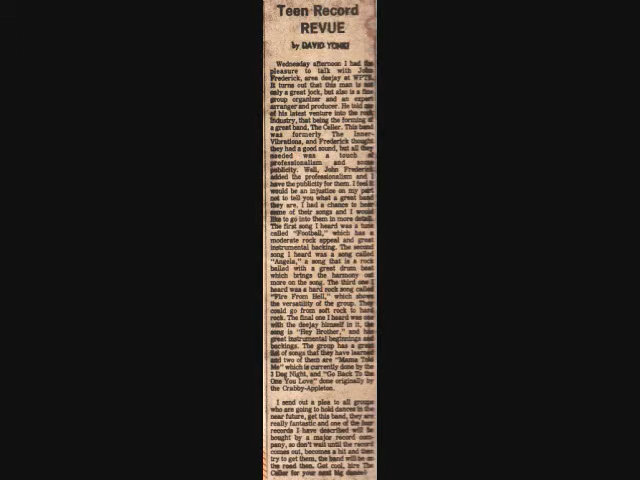 Teen Record
REVUE
by DAVID YONKI
Wednesday afternoon I had the
pleasure to talk with John
Frederick, area deejay at
It turns out that this man is not
only a great jock, but also is a fine
group organizer and an expert
arranger and producer. He told me
of his latest venture into the rock
industry, that being the forming of
a great band, The Celler. This band
was formerly The Inner-
Vibrations, and Frederick thought
they had a good sound, but all they
needed was a touch of
professionalism and some
publicity. Well, John Frederick
added the professionalism and I
have the publicity for them. I feel it
would be an injustice on my part
not to tell you what a great band
they are. I had a chance to hear
some of their songs and I would
like to go into them in more detail.
The first song I heard was a tune
called "Football," which has a
moderate rock appeal and great
instrumental backing. The second
song I heard was a song called
"Angela," a song that is a rock
ballad with a great drum beat
which brings the harmony out
more on the song. The third one I
heard was a hard rock song called
"Fire From Hell," which shows
the versatility of the group. They
could go from soft rock to hard
rock. The final one I heard was one
with the deejay himself in it, the
song is "Hey Brother," and has
great instrumental beginnings and
backings. The group has a great
list of songs that they have learned
and two of them are "Mama Told
Me" which is currently done by the
3 Dog Night, and "Go Back To the
One You Love" done originally by
the Crabby-Appleton.
I send out a plea to all groups
who are going to hold dances in the
near future, get this band, they are
really fantastic and one of the four
records I have described will be
bought by a major record com-
pany, so don't wait until the record
comes out, becomes a hit and then
try to get them, the band will be on
the road then. Get cool, hire The
Celler for your next big dance!